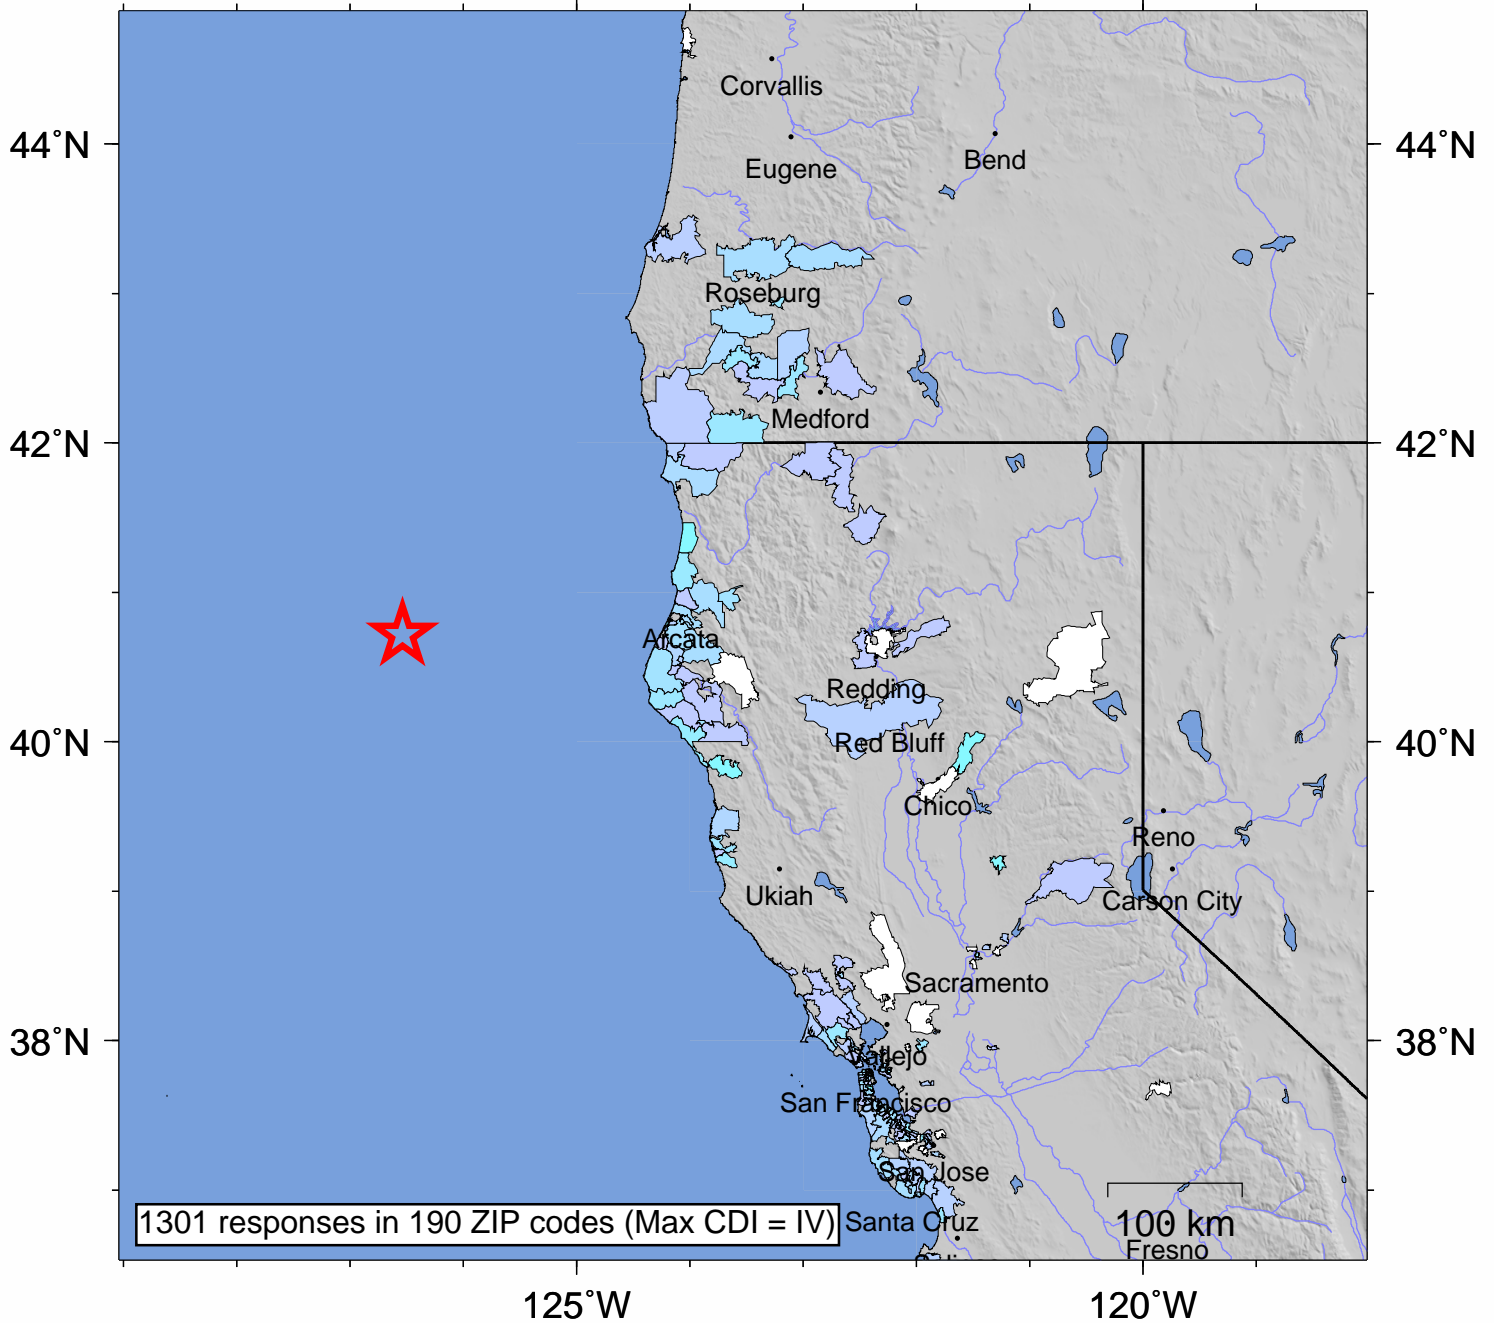 Corvallis
44°N
44°N
Eugene
Bend
Roseburg
Medford
42°N
42°N
Arcata
Redding
Red Bluff
40°N
40°N
Chico
Reno
Ukiah
Carson City
Sacramento
38°N
38°N
Vallejo
San Francisco
San Jose
1301 responses in 190 ZIP codes (Max CDI = IV)
Santa Cruz
100 km
Fresno
125°W
120°W